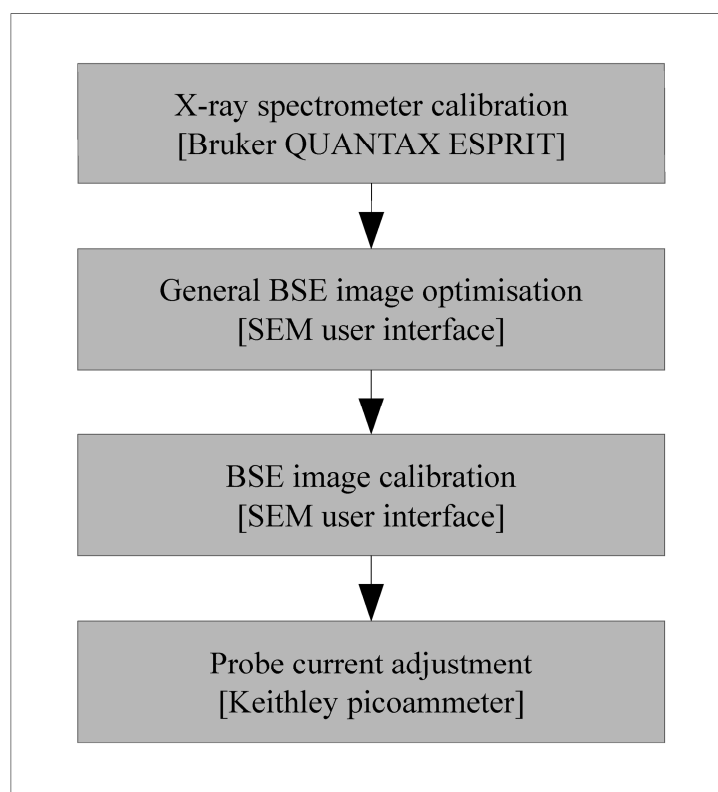 X-ray spectrometer calibration
[Bruker QUANTAX ESPRIT]
General BSE image optimisation
[SEM user interface]
BSE image calibration
[SEM user interface]
Probe current adjustment
[Keithley picoammeter]